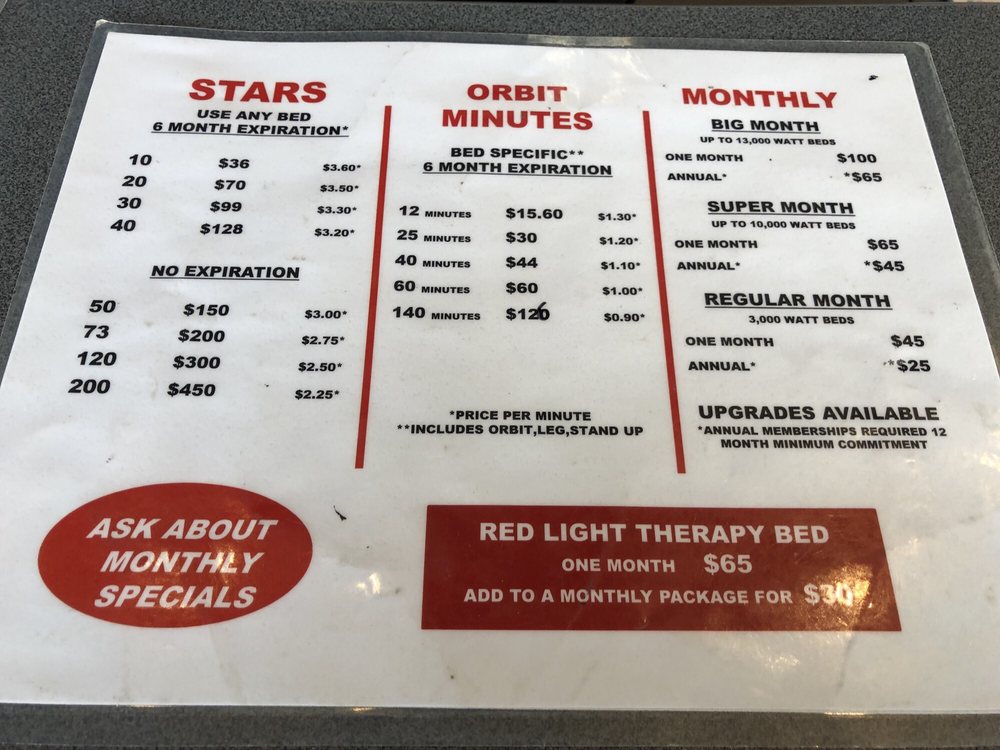 STARS
USE ANY BED
6 MONTH EXPIRATION*
10 $36 $3.60*
20 $70 $3.50*
30 $99 $3.30*
40 $128 $3.20*
NO EXPIRATION
50 $150 $3.00*
73 $200 $2.75*
120 $300 $2.50*
200 $450 $2.25*
ORBIT
MINUTES
BED SPECIFIC**
6 MONTH EXPIRATION
12 MINUTES $15.60 $1.30*
25 MINUTES $30 $1.20*
40 MINUTES $44 $1.10*
60 MINUTES $60 $1.00*
140 MINUTES $126 $0.90*
*PRICE PER MINUTE
**INCLUDES ORBIT,LEG,STAND UP
MONTHLY
BIG MONTH
UP TO 13,000 WATT BEDS
ONE MONTH $100
ANNUAL* *$65
SUPER MONTH
UP TO 10,000 WATT BEDS
ONE MONTH $65
ANNUAL* *$45
REGULAR MONTH
3,000 WATT BEDS
ONE MONTH $45
ANNUAL* *$25
UPGRADES AVAILABLE
*ANNUAL MEMBERSHIPS REQUIRED 12
MONTH MINIMUM COMMITMENT
ASK ABOUT
MONTHLY
SPECIALS
RED LIGHT THERAPY BED
ONE MONTH $65
ADD TO A MONTHLY PACKAGE FOR $30